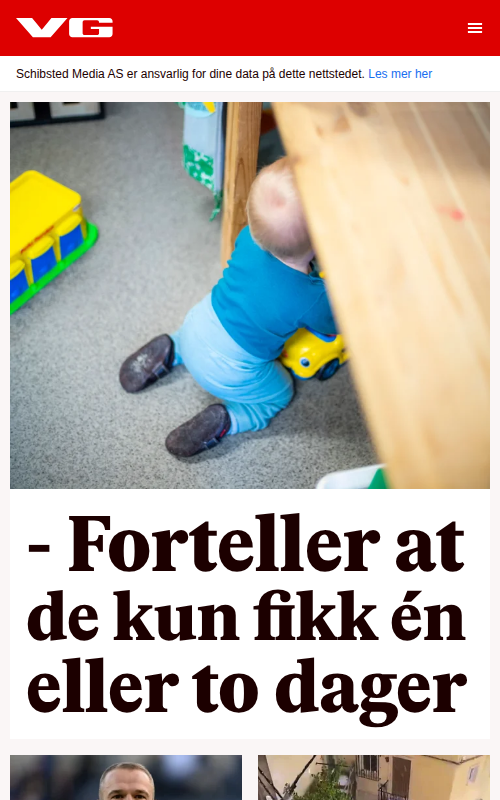 VG
Schibsted Media AS er ansvarlig for dine data på dette nettstedet. Les mer her
- Forteller at
de kun fikk én
eller to dager